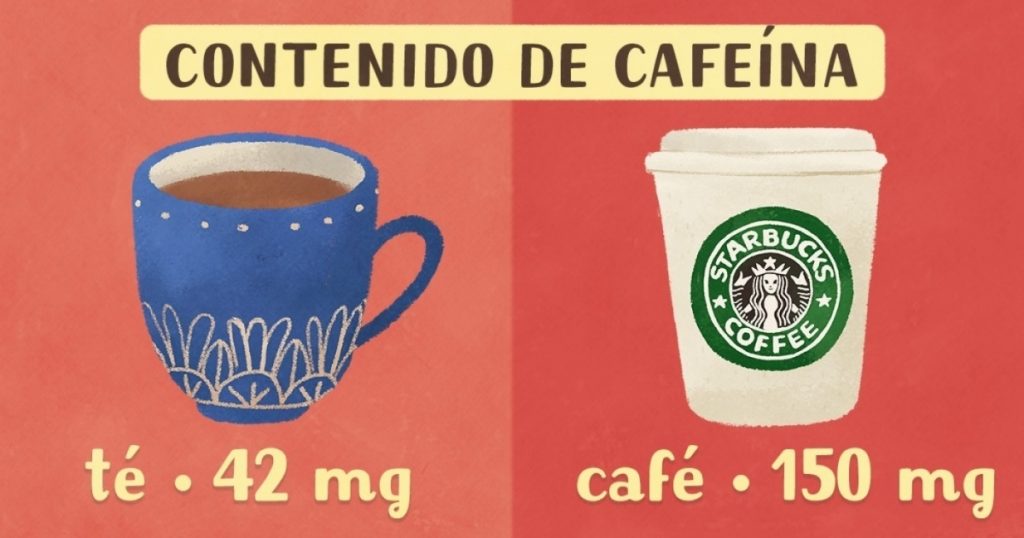 CONTENIDO DE CAFEÍNA
STARBUCKS
COFFEE
té • 42 mg
café • 150 mg